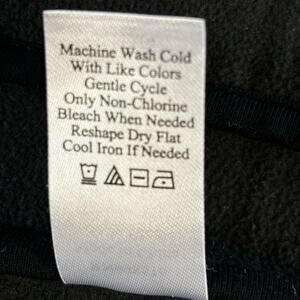 Machine Wash Cold
With Like Colors
Gentle Cycle
Only Non-Chlorine
Bleach When Needed
Reshape Dry Flat
Cool Iron If Needed